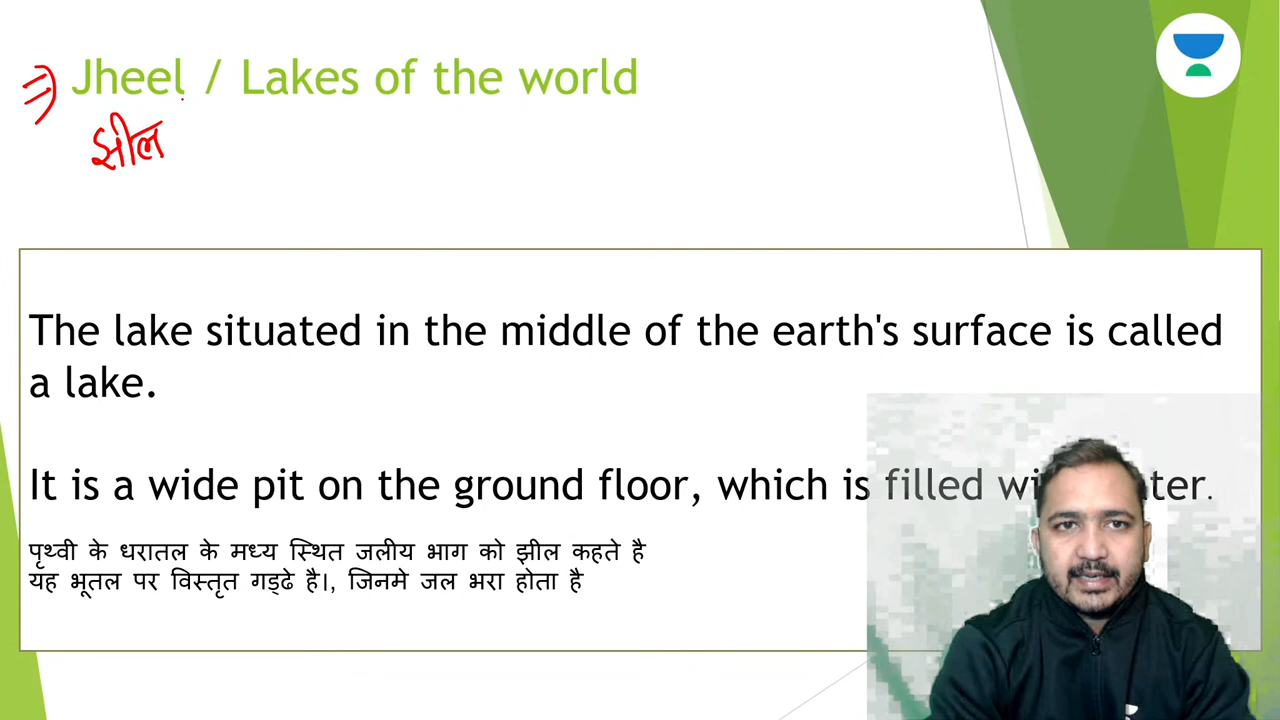 Jheel / Lakes of the world
झील
The lake situated in the middle of the earth's surface is called
a lake.
It is a wide pit on the ground floor, which is filled with water.
पृथ्वी के धरातल के मध्य स्थित जलीय भाग को झील कहते है
यह भूतल पर विस्तृत गड्ढे है।, जिनमे जल भरा होता है